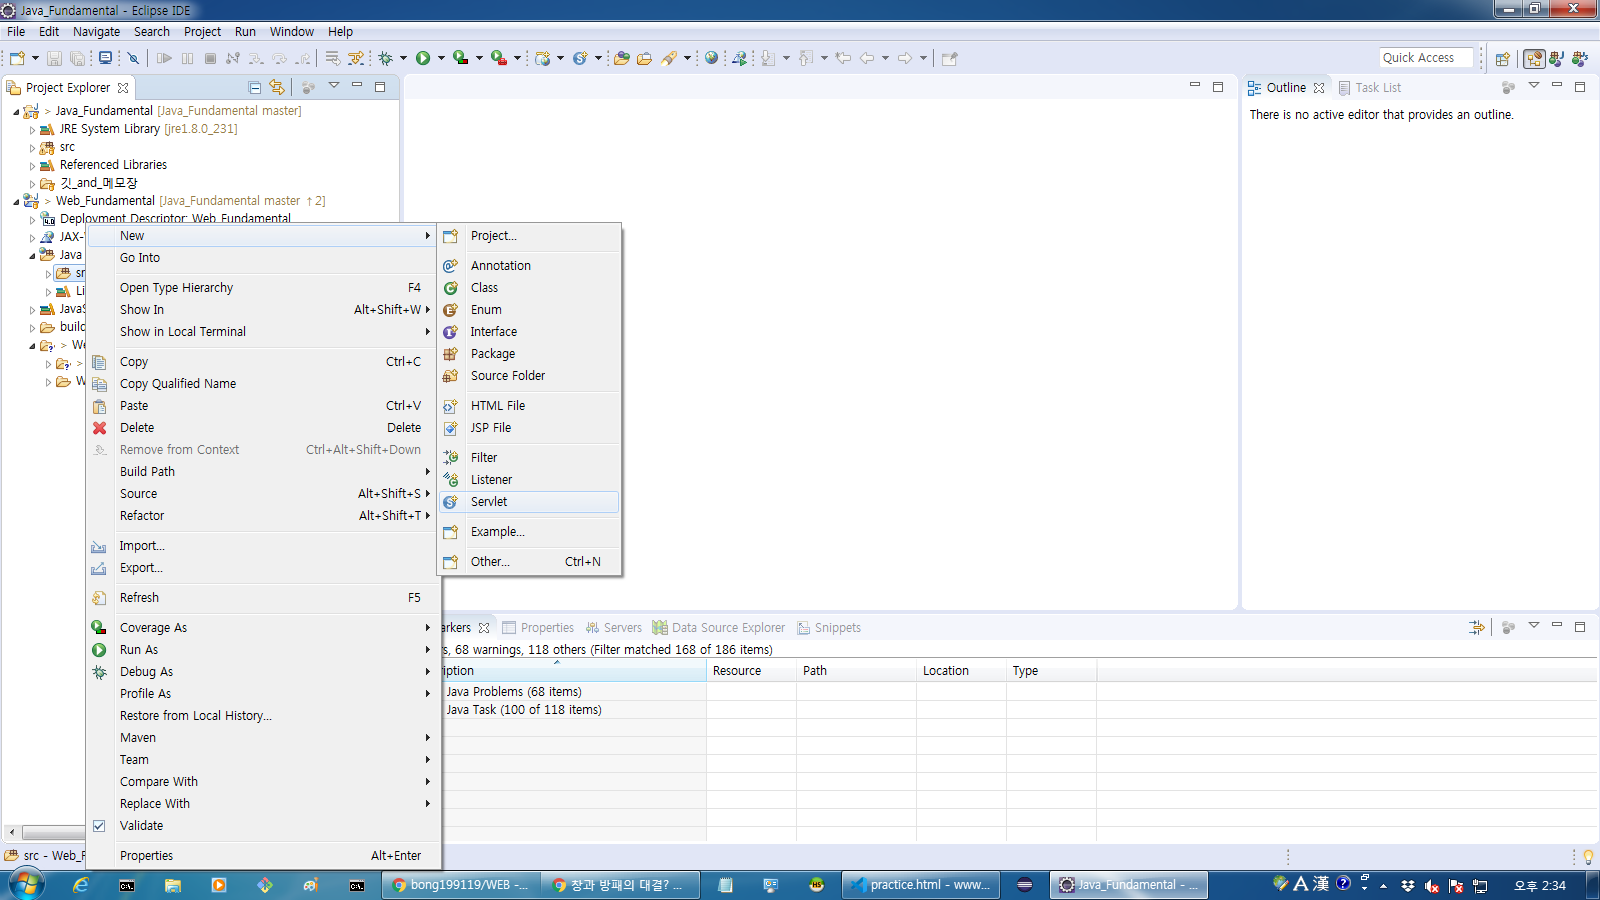 Java_Fundamental - Eclipse IDE
File Edit Navigate Search Project Run Window Help
Quick Access
Project Explorer
> Java_Fundamental [Java_Fundamental master]
JRE System Library [jre1.8.0_231]
src
Referenced Libraries
깃_and_메모장
> Web_Fundamental [Java_Fundamental master ↑2]
Deployment Descriptor: Web_Fundamental
JAX-
Java
sr
Li
JavaS
build
> We
>
W
New
Go Into
Open Type Hierarchy F4
Show In Alt+Shift+W
Show in Local Terminal
Copy Ctrl+C
Copy Qualified Name
Paste Ctrl+V
Delete Delete
Remove from Context Ctrl+Alt+Shift+Down
Build Path
Source Alt+Shift+S
Refactor Alt+Shift+T
Import...
Export...
Refresh F5
Coverage As
Run As
Debug As
Profile As
Restore from Local History...
Maven
Team
Compare With
Replace With
Validate
Properties Alt+Enter
Project...
Annotation
Class
Enum
Interface
Package
Source Folder
HTML File
JSP File
Filter
Listener
Servlet
Example...
Other... Ctrl+N
Outline Task List
There is no active editor that provides an outline.
arkers Properties Servers Data Source Explorer Snippets
s, 68 warnings, 118 others (Filter matched 168 of 186 items)
iption Resource Path Location Type
Java Problems (68 items)
Java Task (100 of 118 items)
src - Web_F
bong199119/WEB -... 창과 방패의 대결? ... practice.html - www... Java_Fundamental - ... A 漢 오후 2:34